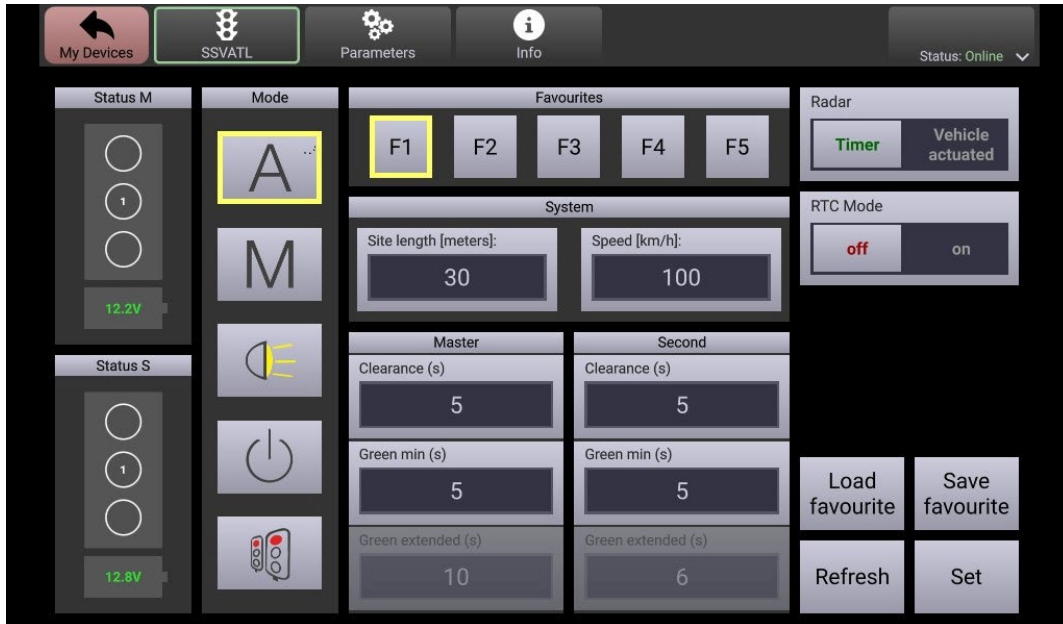 My Devices
SSVATL
Parameters
i
Info
Status: Online
Status M
1
12.2V
Status S
1
12.8V
Mode
A
M
Favourites
F1 F2 F3 F4 F5
System
Site length [meters]:
30
Speed [km/h]:
100
Master
Clearance (s)
5
Green min (s)
5
Green extended (s)
10
Second
Clearance (s)
5
Green min (s)
5
Green extended (s)
6
Radar
Timer
Vehicle
actuated
RTC Mode
off
on
Load
favourite
Save
favourite
Refresh
Set